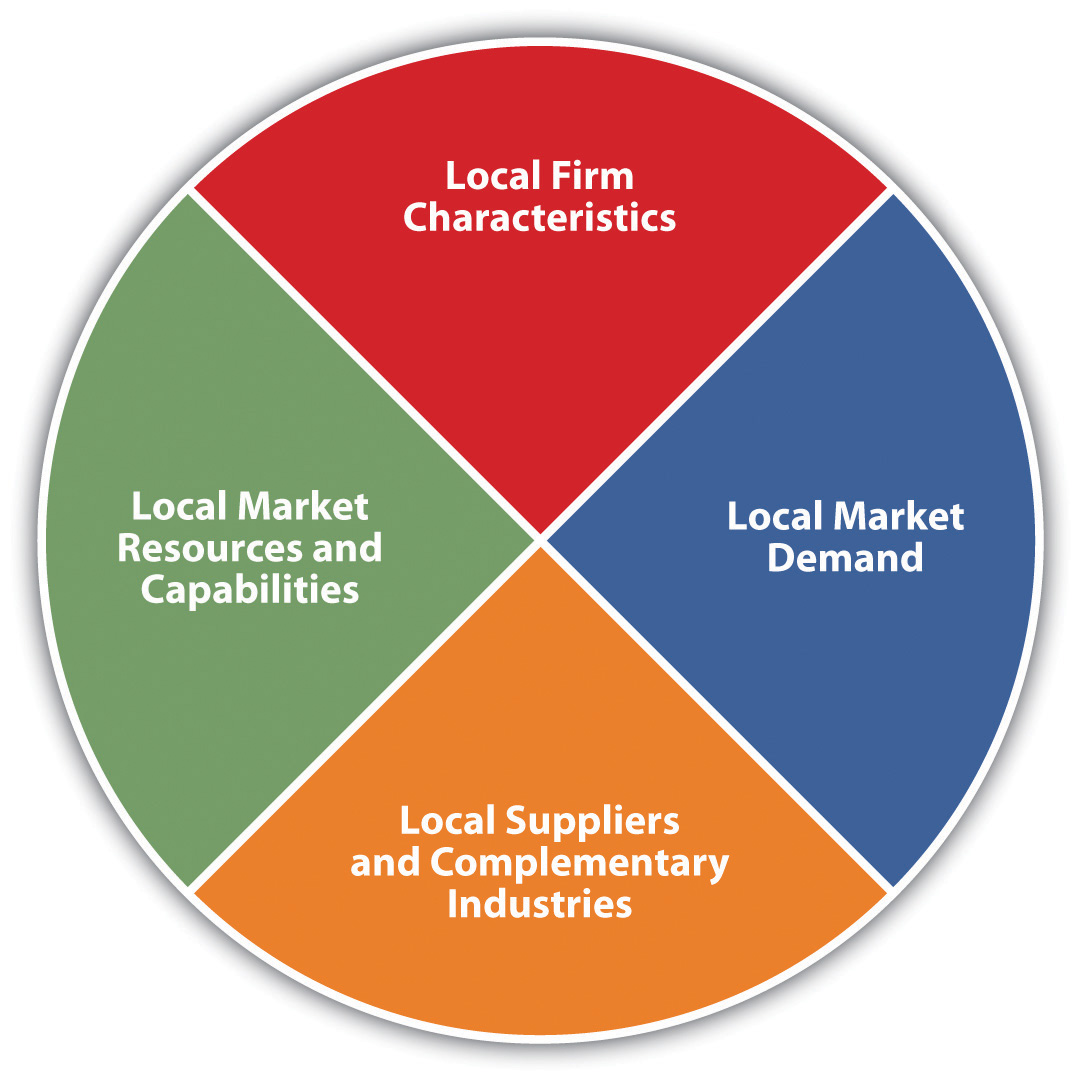 Local Firm
Characteristics
Local Market
Resources and
Capabilities
Local Market
Demand
Local Suppliers
and Complementary
Industries